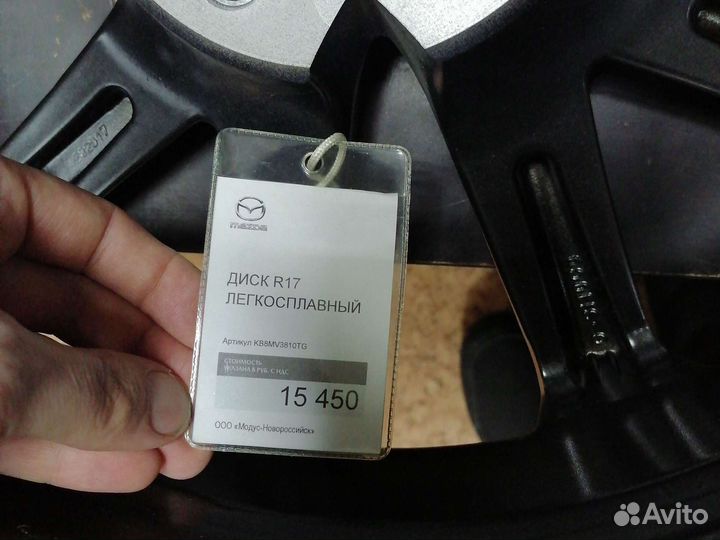 mazda
ДИСК R17
ЛЕГКОСПЛАВНЫЙ
Артикул KB8MV3810TG
СТОИМОСТЬ
УКАЗАНА В РУБ. С НДС
15 450
ООО «Модус-Новороссийск»
Avito